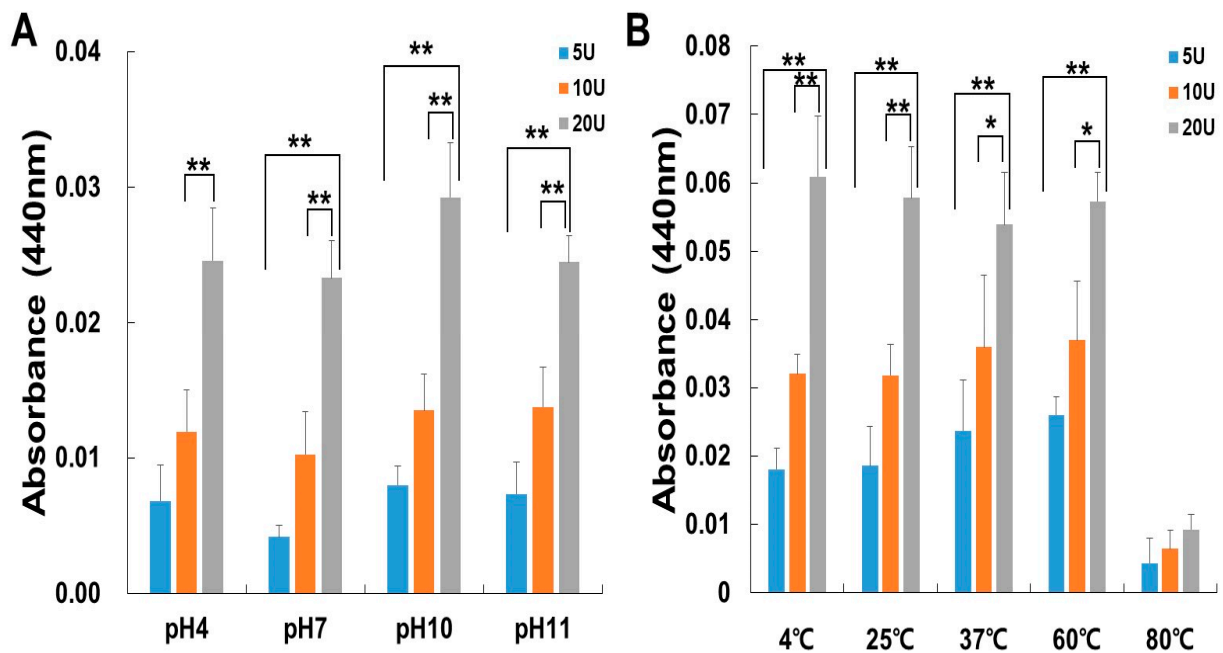 A
Absorbance (440nm)
0.04
0.03
0.02
0.01
0.00
5U
10U
20U
**
**
**
**
**
**
**
pH4 pH7 pH10 pH11
B
Absorbance (440nm)
0.08
0.07
0.06
0.05
0.04
0.03
0.02
0.01
0
5U
10U
20U
**
**
**
**
**
*
**
*
4℃ 25℃ 37℃ 60℃ 80℃